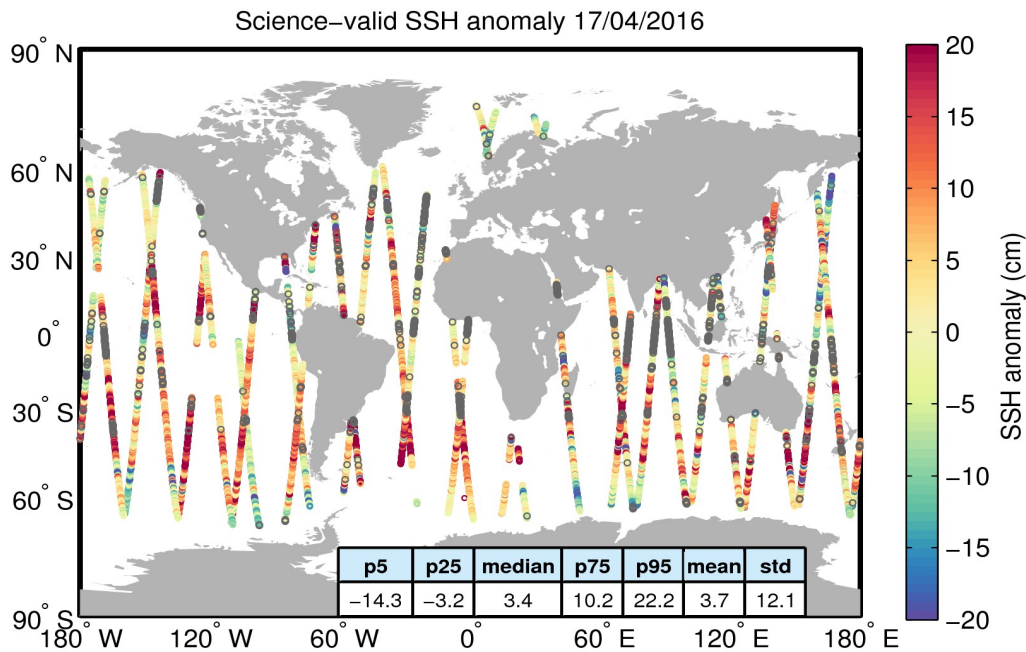 Science−valid SSH anomaly 17/04/2016
90° N
60° N
30° N
0°
30° S
60° S
90° S
180° W
120° W
60° W
0°
60° E
120° E
180° E
p5 p25 median p75 p95 mean std
−14.3 −3.2 3.4 10.2 22.2 3.7 12.1
20
15
10
5
0
−5
−10
−15
−20
SSH anomaly (cm)